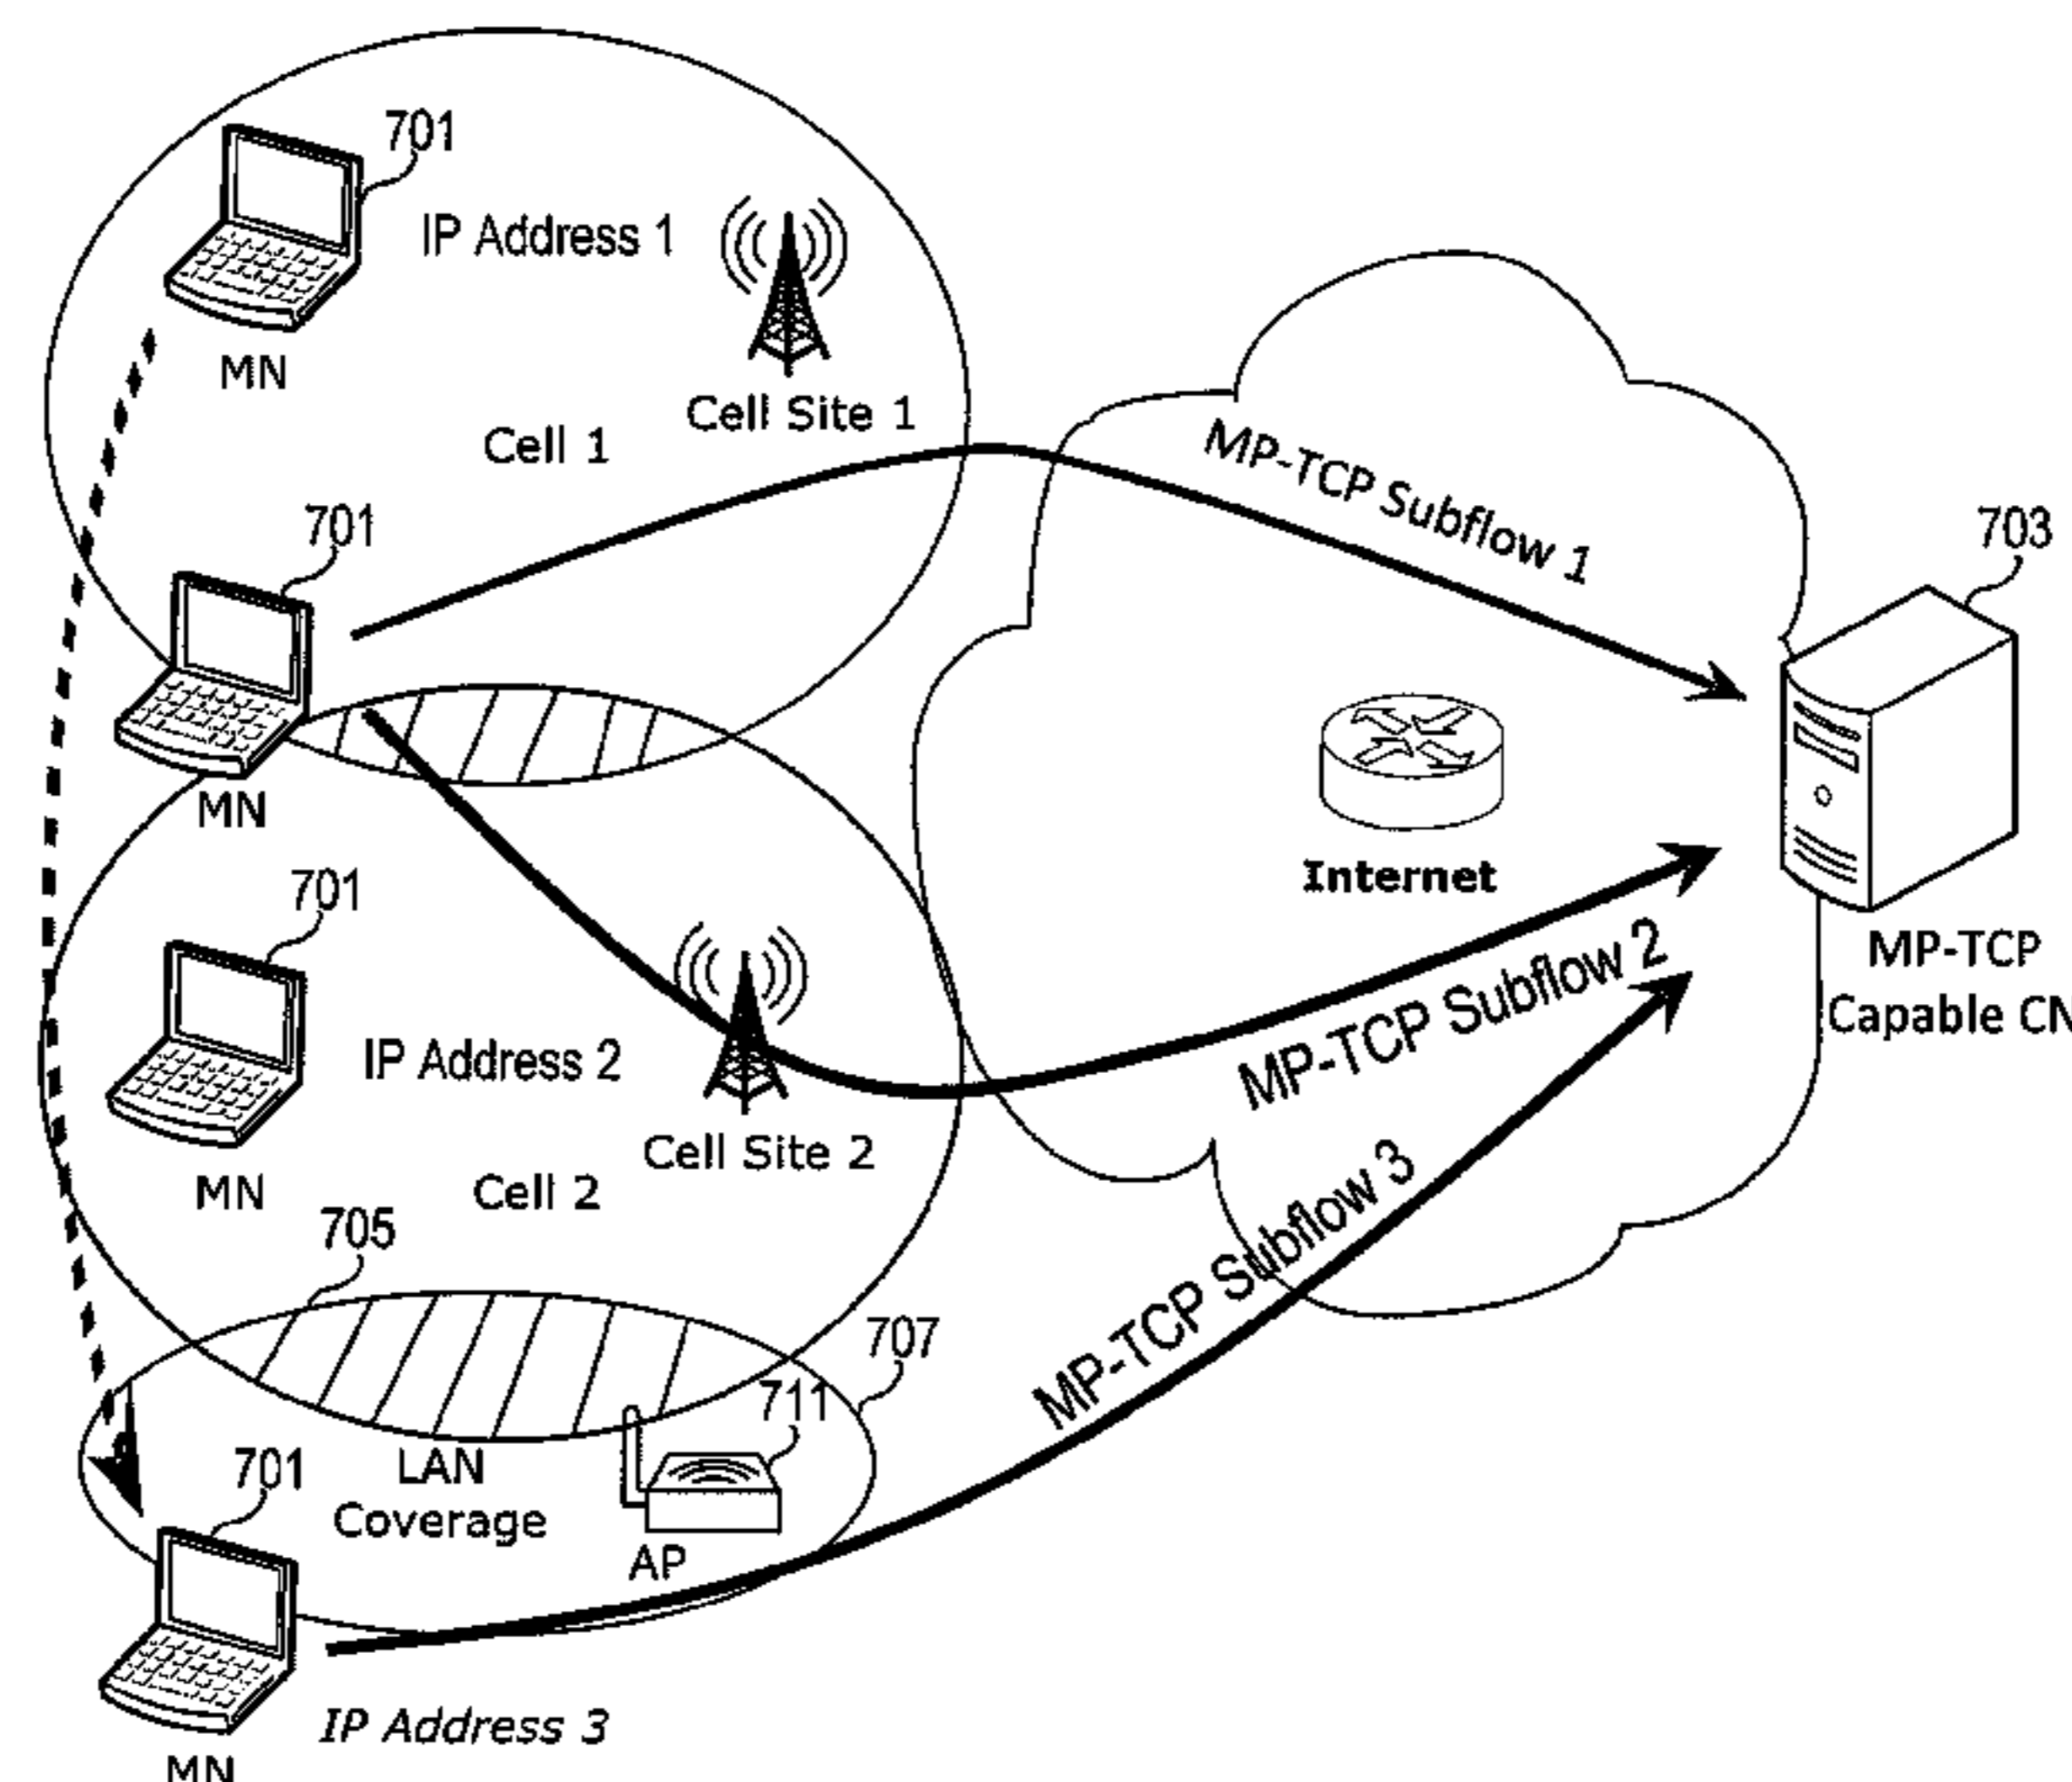 701
IP Address 1
MN
Cell Site 1
Cell 1
MP-TCP Subflow 1
701
703
MN
Internet
701
MP-TCP
Capable CN
MP-TCP Subflow 2
IP Address 2
Cell Site 2
MN
Cell 2
705
MP-TCP Subflow 3
707
711
LAN
Coverage
701
AP
IP Address 3
MN